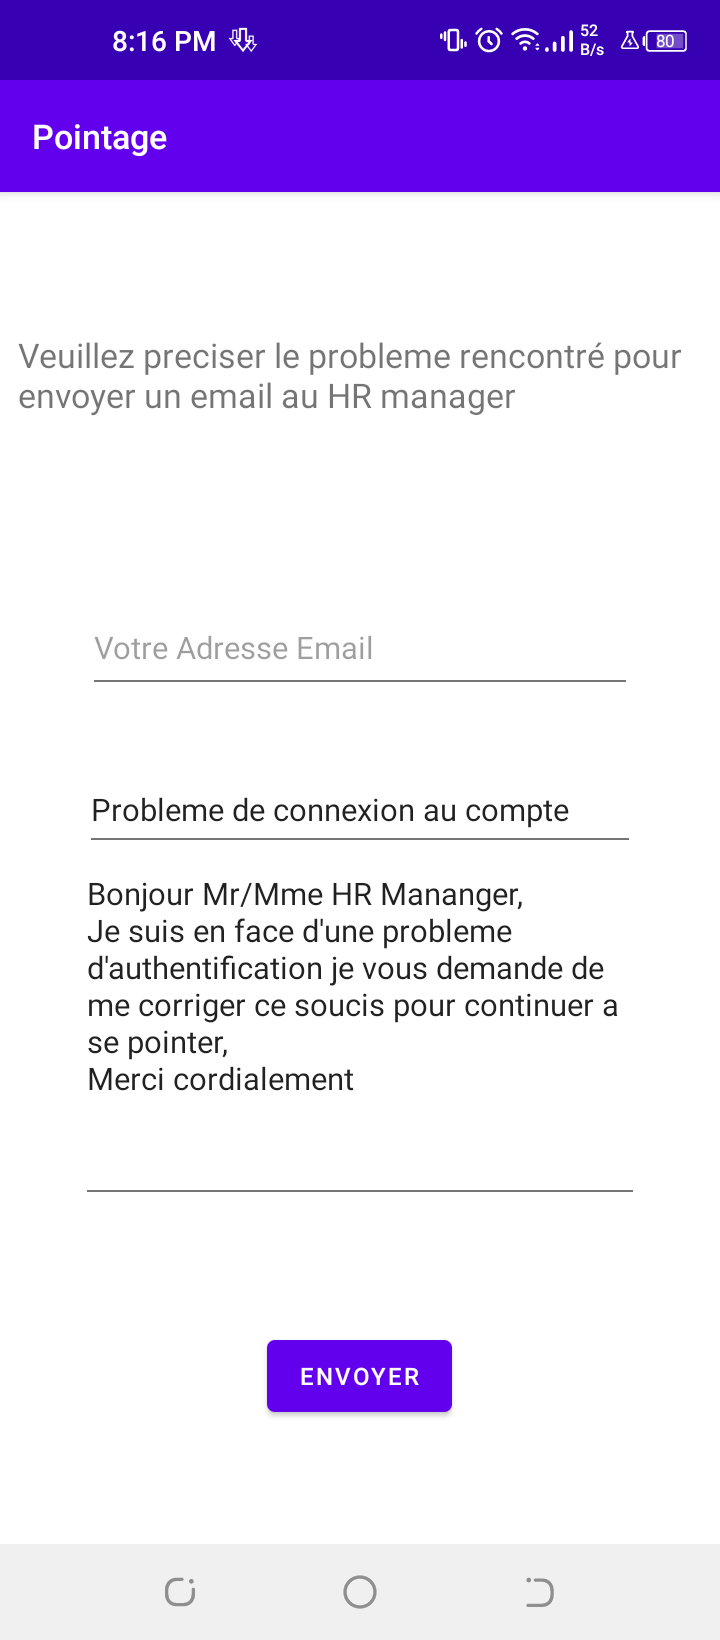 8:16 PM
52
B/s
80
Pointage
Veuillez preciser le probleme rencontré pour
envoyer un email au HR manager
Votre Adresse Email
Probleme de connexion au compte
Bonjour Mr/Mme HR Mananger,
Je suis en face d'une probleme
d'authentification je vous demande de
me corriger ce soucis pour continuer a
se pointer,
Merci cordialement
ENVOYER